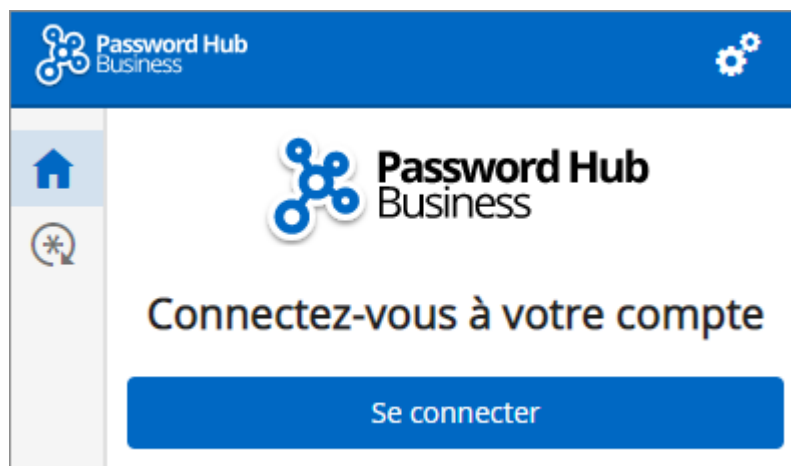 Password Hub
Business
Password Hub
Business
Connectez-vous à votre compte
Se connecter